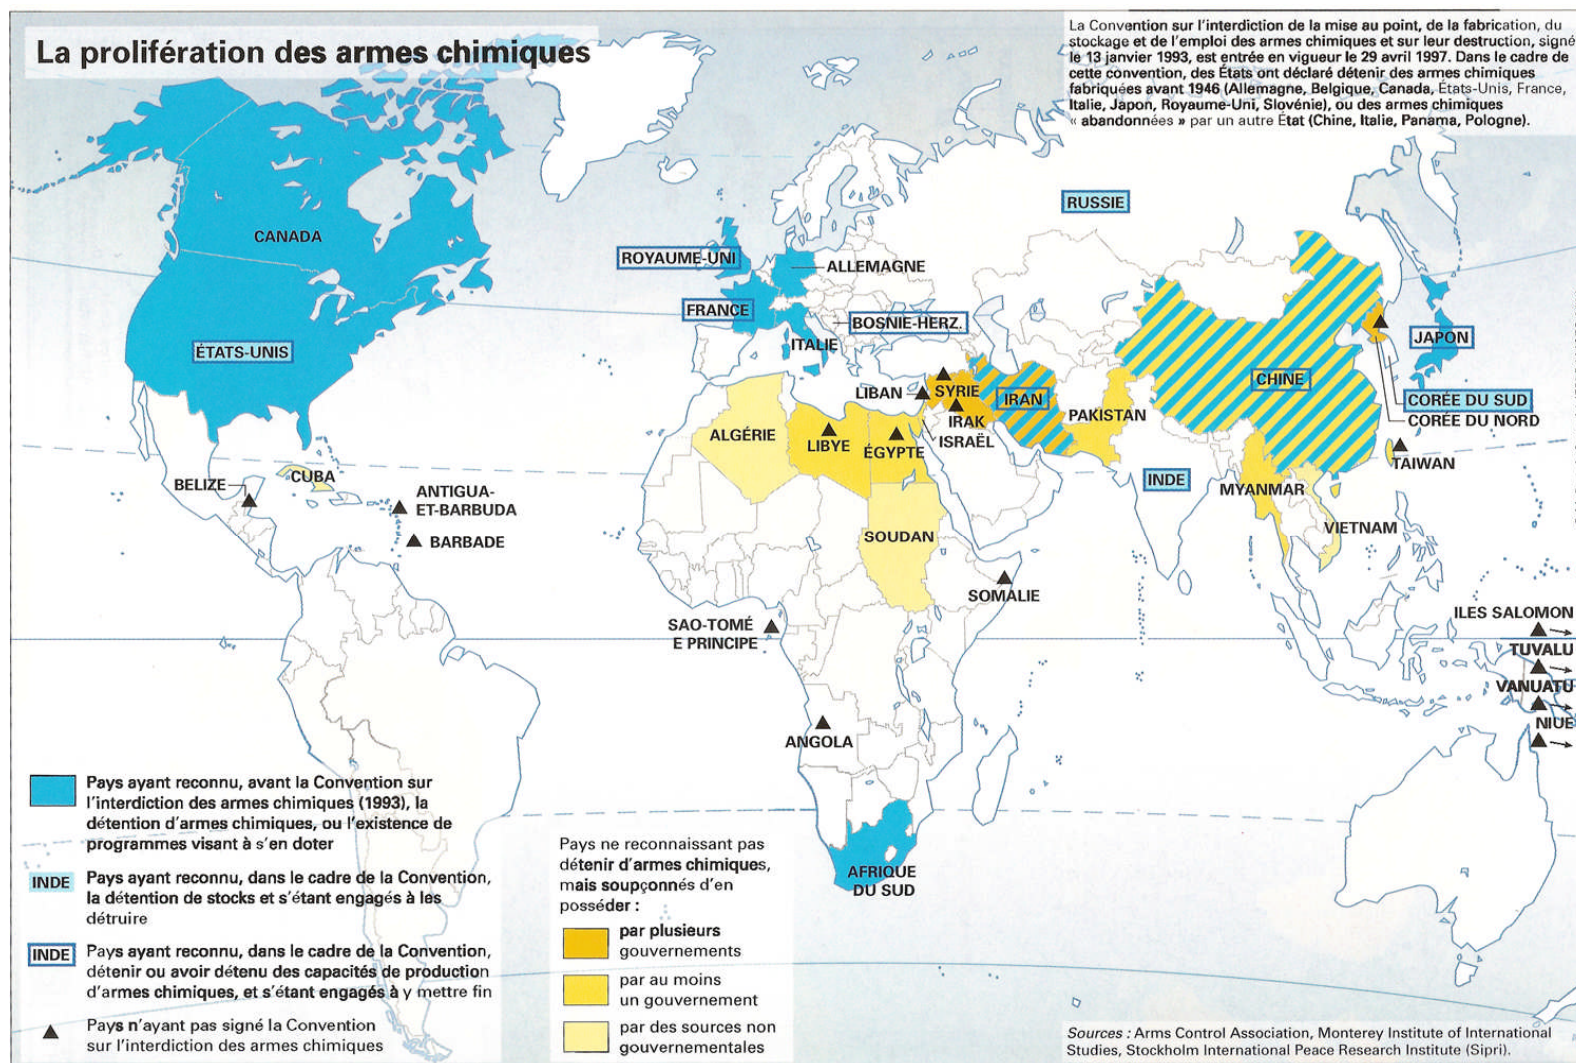 La prolifération des armes chimiques
La Convention sur l'interdiction de la mise au point, de la fabrication, du
stockage et de l'emploi des armes chimiques et sur leur destruction, signé
le 13 janvier 1993, est entrée en vigueur le 29 avril 1997. Dans le cadre de
cette convention, des États ont déclaré détenir des armes chimiques
fabriquées avant 1946 (Allemagne, Belgique, Canada, États-Unis, France,
Italie, Japon, Royaume-Uni, Slovénie), ou des armes chimiques
« abandonnées » par un autre État (Chine, Italie, Panama, Pologne).
RUSSIE
CANADA
ROYAUME-UNI
ALLEMAGNE
FRANCE
BOSNIE-HERZ.
ITALIE
JAPON
ÉTATS-UNIS
CHINE
LIBAN
SYRIE
IRAN
CORÉE DU SUD
PAKISTAN
IRAK
CORÉE DU NORD
ALGÉRIE
LIBYE
ÉGYPTE
ISRAËL
TAIWAN
CUBA
BELIZE
INDE
MYANMAR
ANTIGUA-
ET-BARBUDA
VIETNAM
SOUDAN
BARBADE
SOMALIE
SAO-TOMÉ
E PRINCIPE
ILES SALOMON
TUVALU
VANUATU
NIUE
ANGOLA
AFRIQUE
DU SUD
Pays ayant reconnu, avant la Convention sur
l'interdiction des armes chimiques (1993), la
détention d'armes chimiques, ou l'existence de
programmes visant à s'en doter
INDE
Pays ayant reconnu, dans le cadre de la Convention,
la détention de stocks et s'étant engagés à les
détruire
INDE
Pays ayant reconnu, dans le cadre de la Convention,
détenir ou avoir détenu des capacités de production
d'armes chimiques, et s'étant engagés à y mettre fin
Pays n'ayant pas signé la Convention
sur l'interdiction des armes chimiques
Pays ne reconnaissant pas
détenir d'armes chimiques,
mais soupçonnés d'en
posséder :
par plusieurs
gouvernements
par au moins
un gouvernement
par des sources non
gouvernementales
Sources : Arms Control Association, Monterey Institute of International
Studies, Stockholm International Peace Research Institute (Sipri).